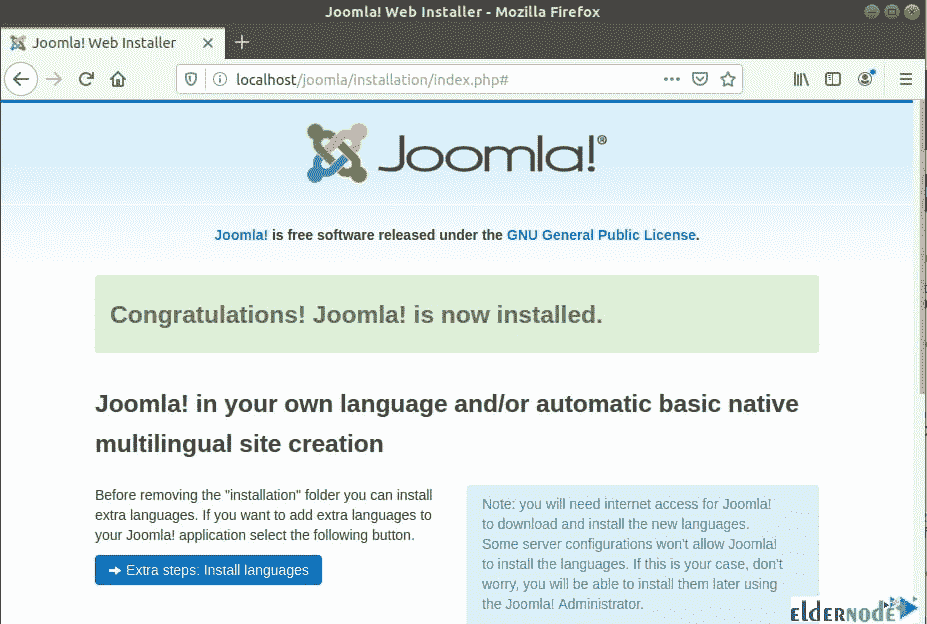 Joomla! Web Installer - Mozilla Firefox
Joomla! Web Installer
localhost/joomla/installation/index.php#
Joomla!®
Joomla! is free software released under the GNU General Public License.
Congratulations! Joomla! is now installed.
Joomla! in your own language and/or automatic basic native
multilingual site creation
Before removing the "installation" folder you can install
extra languages. If you want to add extra languages to
your Joomla! application select the following button.
Extra steps: Install languages
Note: you will need internet access for Joomla!
to download and install the new languages.
Some server configurations won't allow Joomla!
to install the languages. If this is your case, don't
worry, you will be able to install them later using
the Joomla! Administrator.
ELDERNODE